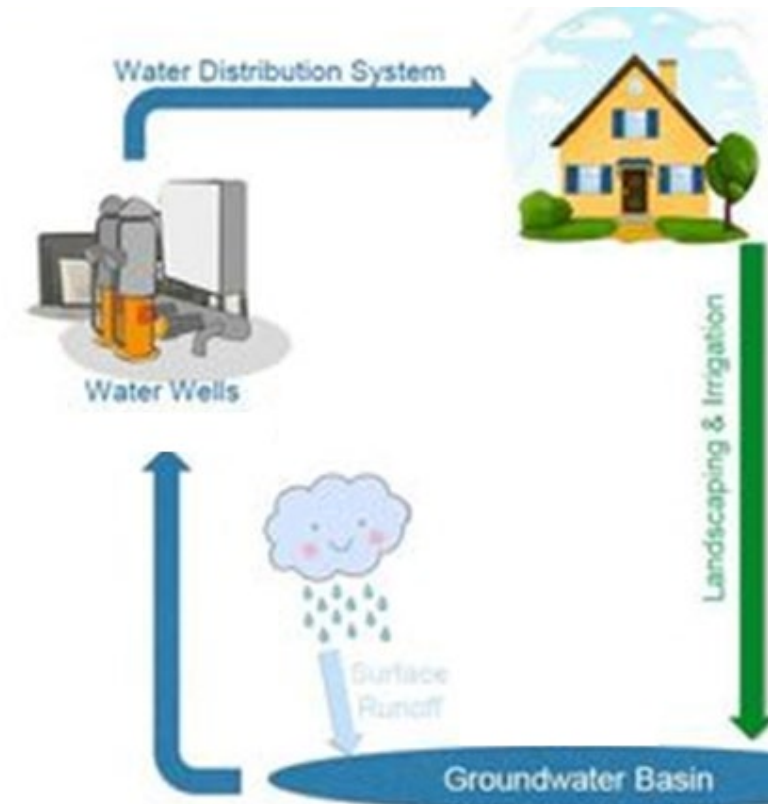 Water Distribution System
Water Wells
Landscaping & Irrigation
Surface
Runoff
Groundwater Basin